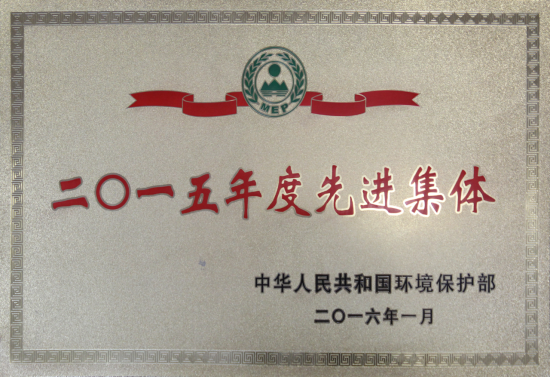 MEP
二〇一五年度先进集体
中华人民共和国环境保护部
二〇一六年一月